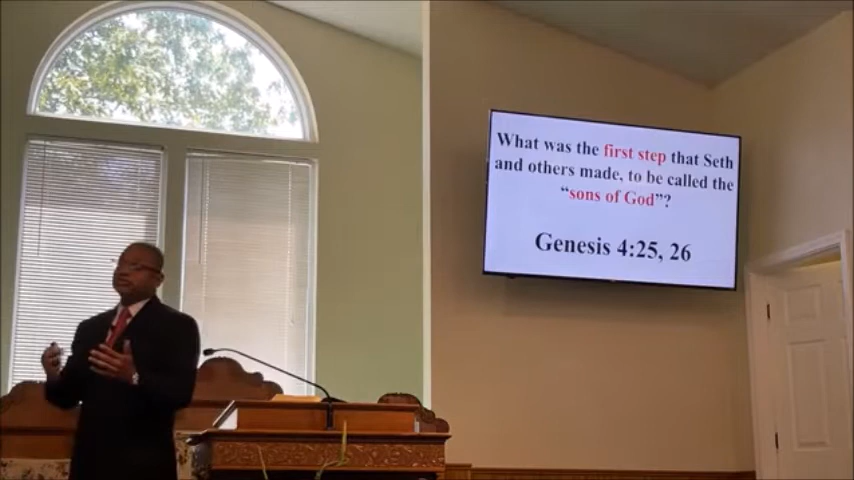 What was the first step that Seth
and others made, to be called the
“sons of God”?
Genesis 4:25, 26